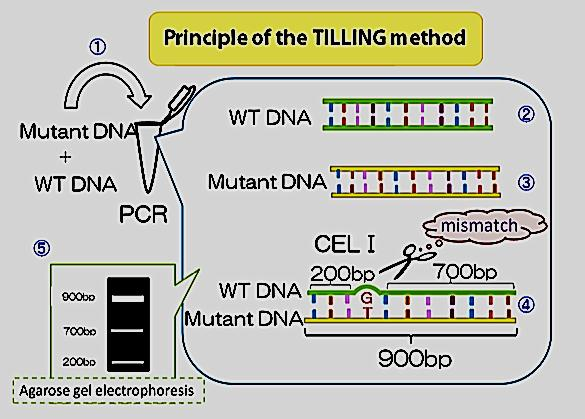 Principle of the TILLING method
①
Mutant DNA
+
WT DNA
PCR
WT DNA ②
Mutant DNA ③
mismatch
CEL I
200bp 700bp
WT DNA G
④
Mutant DNA T
900bp
⑤
900bp
700bp
200bp
Agarose gel electrophoresis